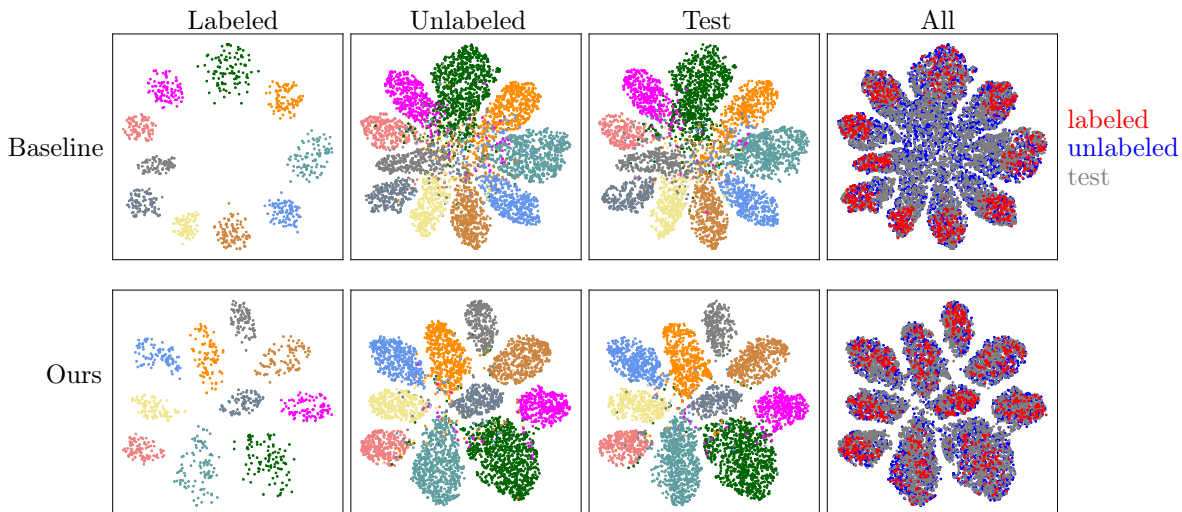 Labeled
Unlabeled
Test
All
Baseline
labeled
unlabeled
test
Ours